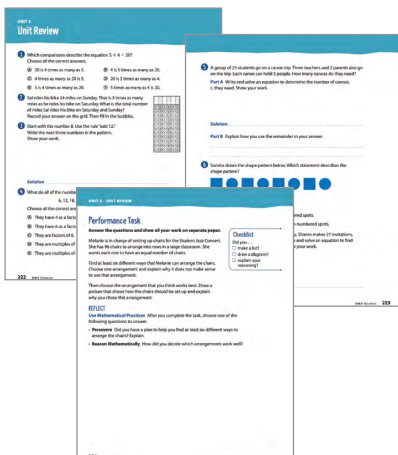 UNIT 2
Unit Review
1 Which comparisons describe the equation 5 × 4 = 20?
Choose all the correct answers.
Ⓐ 20 is 4 times as many as 5.
Ⓑ 4 is 5 times as many as 20.
Ⓒ 4 times as many as 20 is 5.
Ⓓ 20 is 5 times as many as 4.
Ⓔ 5 is 4 times as many as 20.
Ⓕ 5 times as many as 4 is 20.
2 Sal rides his bike 24 miles on Sunday. That is 3 times as many
miles as he rides his bike on Saturday. What is the total number
of miles Sal rides his bike on Saturday and Sunday?
Record your answer on the grid. Then fill in the bubbles.
3 Start with the number 8. Use the rule "add 12."
Write the next three numbers in the pattern.
Show your work.
Solution
4 What do all of the numbe
6, 12, 18,
Choose all the correct an
Ⓐ They have 4 as a facto
Ⓑ They have 6 as a facto
Ⓒ They are factors of 6.
Ⓓ They are multiples of
Ⓔ They are multiples of
222
5 A group of 23 students go on a canoe trip. Three teachers and 2 parents also go
on the trip. Each canoe can hold 3 people. How many canoes do they need?
Part A Write and solve an equation to determine the number of canoes,
c, they need. Show your work.
Solution
Part B Explain how you use the remainder in your answer.
6 Sondra draws the shape pattern below. Which statement describes the
shape pattern?
ered spots.
numbered spots.
y. Sharon makes 27 invitations.
e and solve an equation to find
your work.
223
UNIT 2 UNIT REVIEW
Performance Task
Answer the questions and show all your work on separate paper.
Melanie is in charge of setting up chairs for the Student Jazz Concert.
She has 96 chairs to arrange into rows in a large classroom. She
wants each row to have an equal number of chairs.
Find at least six different ways that Melanie can arrange the chairs.
Choose one arrangement and explain why it does not make sense
to use that arrangement.
Then choose the arrangement that you think works best. Draw a
picture that shows how the chairs should be set up and explain
why you chose this arrangement.
Checklist
Did you . . .
make a list?
draw a diagram?
explain your
reasoning?
REFLECT
Use Mathematical Practices After you complete the task, choose one of the
following questions to answer.
• Persevere Did you have a plan to help you find at least six different ways to
arrange the chairs? Explain.
• Reason Mathematically How did you decide which arrangements work well?